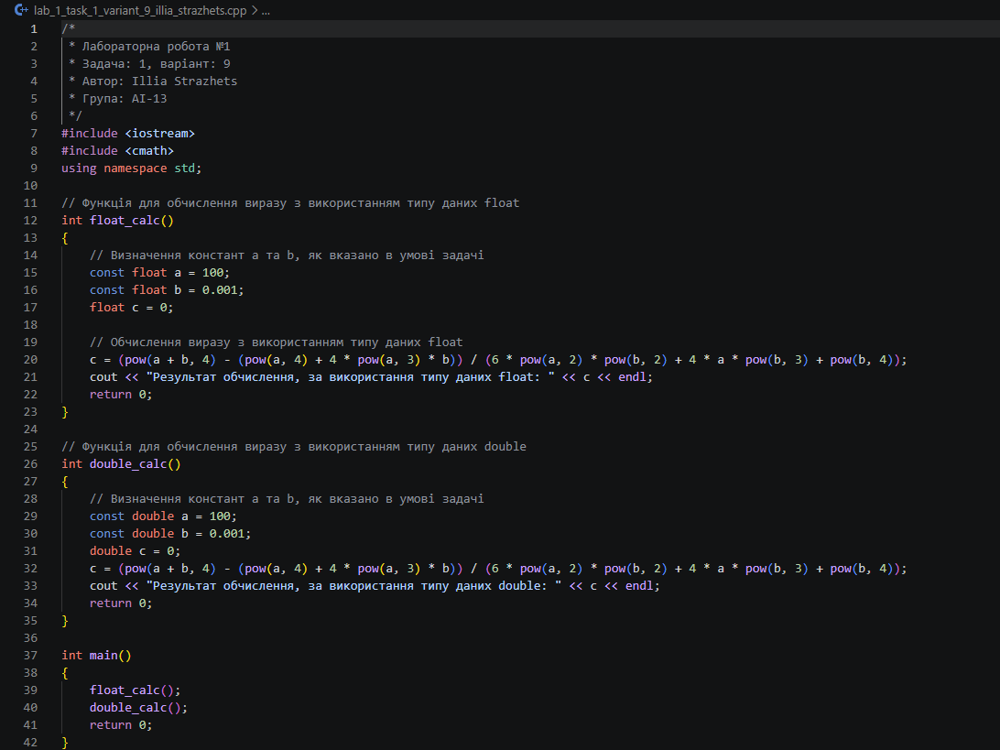 lab_1_task_1_variant_9_illia_strazhets.cpp > ...
1 /*
2 * Лабораторна робота №1
3 * Задача: 1, варіант: 9
4 * Автор: Illia Strazhets
5 * Група: АІ-13
6 */
7 #include <iostream>
8 #include <cmath>
9 using namespace std;
10
11 // Функція для обчислення виразу з використанням типу даних float
12 int float_calc()
13 {
14 // Визначення констант a та b, як вказано в умові задачі
15 const float a = 100;
16 const float b = 0.001;
17 float c = 0;
18
19 // Обчислення виразу з використанням типу даних float
20 c = (pow(a + b, 4) - (pow(a, 4) + 4 * pow(a, 3) * b)) / (6 * pow(a, 2) * pow(b, 2) + 4 * a * pow(b, 3) + pow(b, 4));
21 cout << "Результат обчислення, за використання типу даних float: " << c << endl;
22 return 0;
23 }
24
25 // Функція для обчислення виразу з використанням типу даних double
26 int double_calc()
27 {
28 // Визначення констант a та b, як вказано в умові задачі
29 const double a = 100;
30 const double b = 0.001;
31 double c = 0;
32 c = (pow(a + b, 4) - (pow(a, 4) + 4 * pow(a, 3) * b)) / (6 * pow(a, 2) * pow(b, 2) + 4 * a * pow(b, 3) + pow(b, 4));
33 cout << "Результат обчислення, за використання типу даних double: " << c << endl;
34 return 0;
35 }
36
37 int main()
38 {
39 float_calc();
40 double_calc();
41 return 0;
42 }